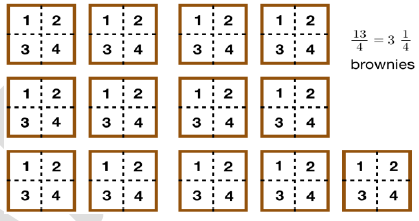 1 2 1 2 1 2 1 2
3 4 3 4 3 4 3 4
13/4 = 3 1/4
brownies
1 2 1 2 1 2 1 2
3 4 3 4 3 4 3 4
1 2 1 2 1 2 1 2 1 2
3 4 3 4 3 4 3 4 3 4